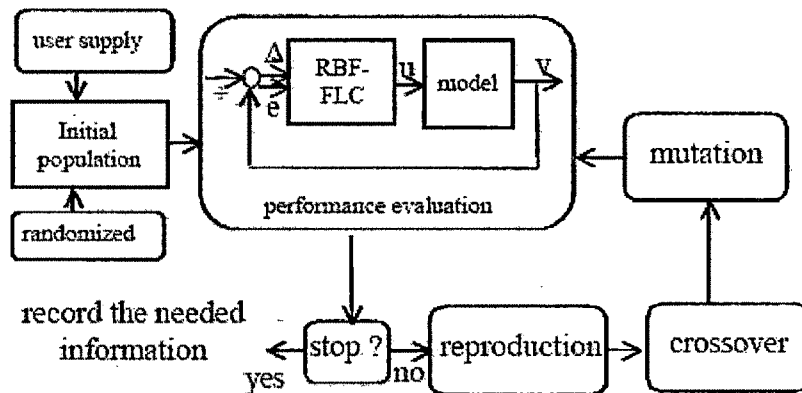 user supply
Initial
population
randomized
Δ
e
RBF-
FLC
u
model
performance evaluation
mutation
record the needed
information
yes
stop ?
no
reproduction
crossover